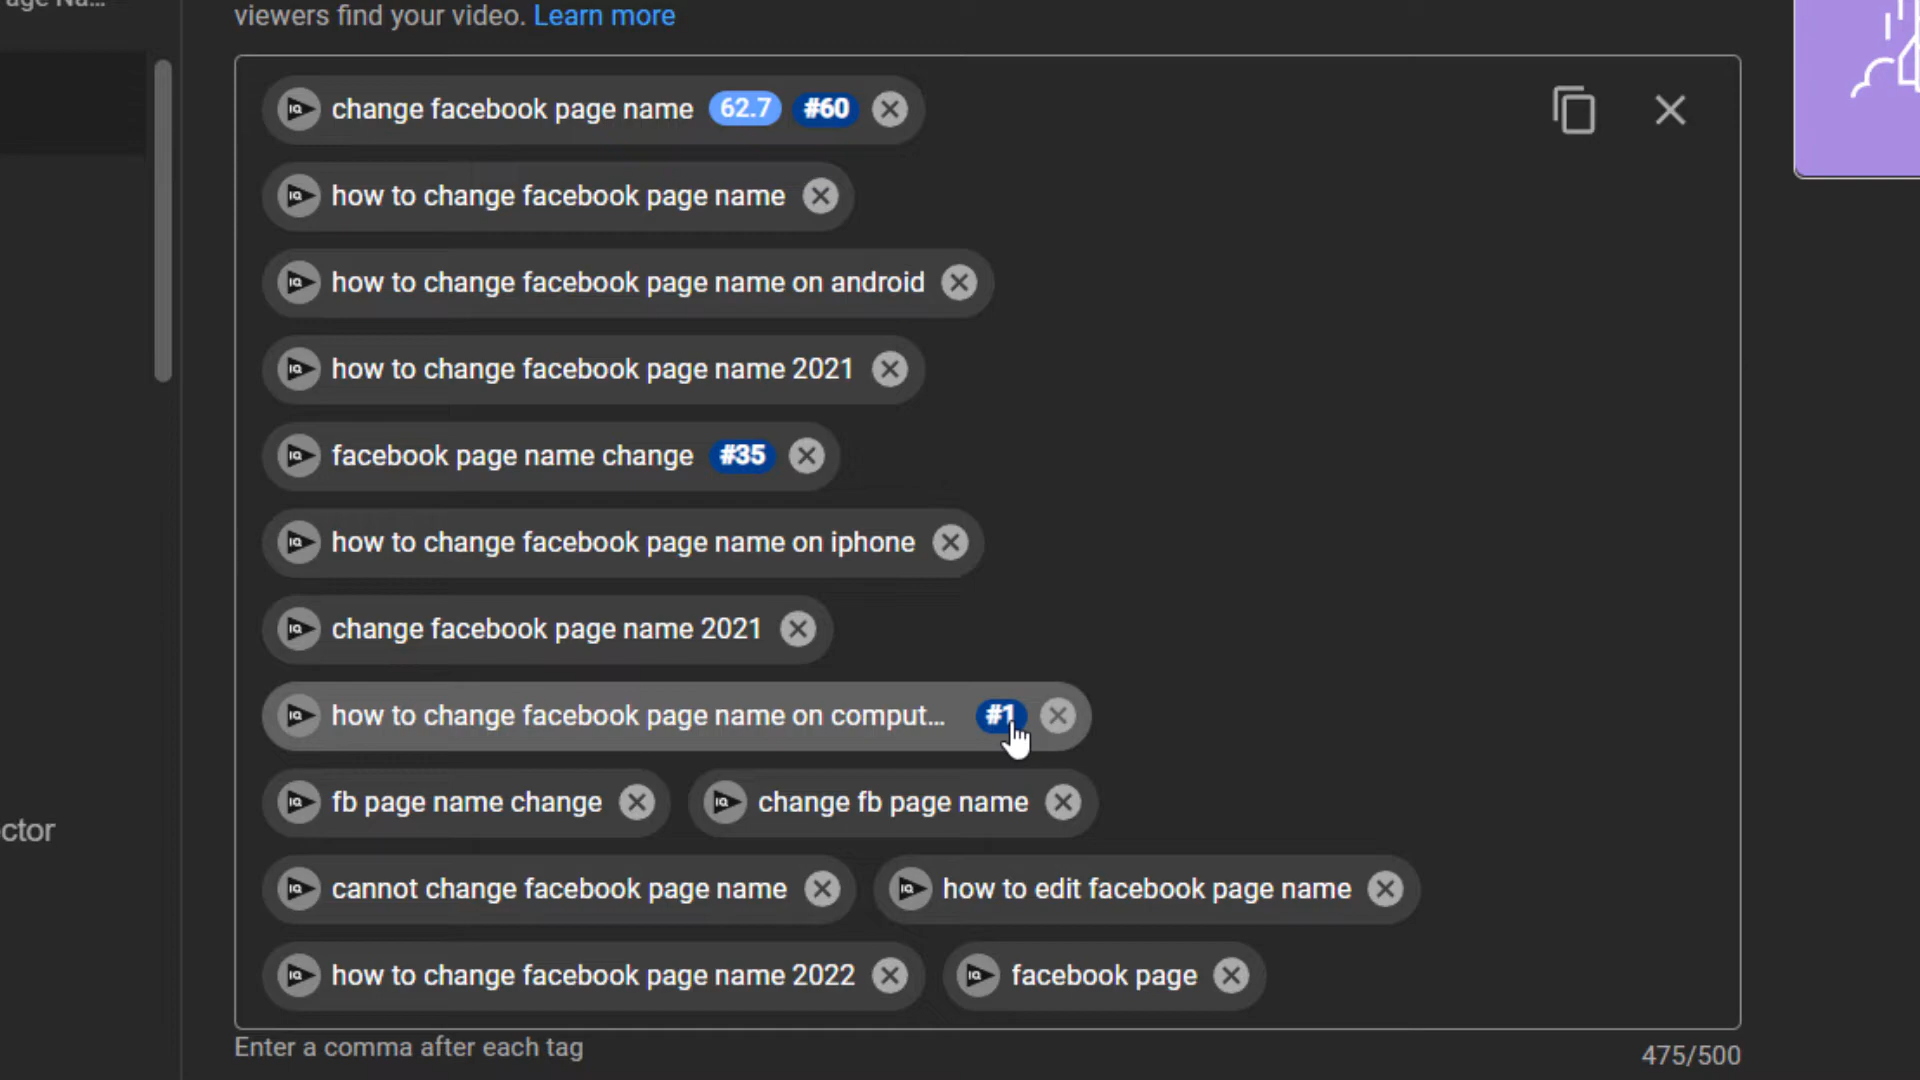 age Na...
viewers find your video. Learn more
change facebook page name 62.7 #60
how to change facebook page name
how to change facebook page name on android
how to change facebook page name 2021
facebook page name change #35
how to change facebook page name on iphone
change facebook page name 2021
how to change facebook page name on comput... #1
fb page name change change fb page name
ctor
cannot change facebook page name how to edit facebook page name
how to change facebook page name 2022 facebook page
Enter a comma after each tag
475/500